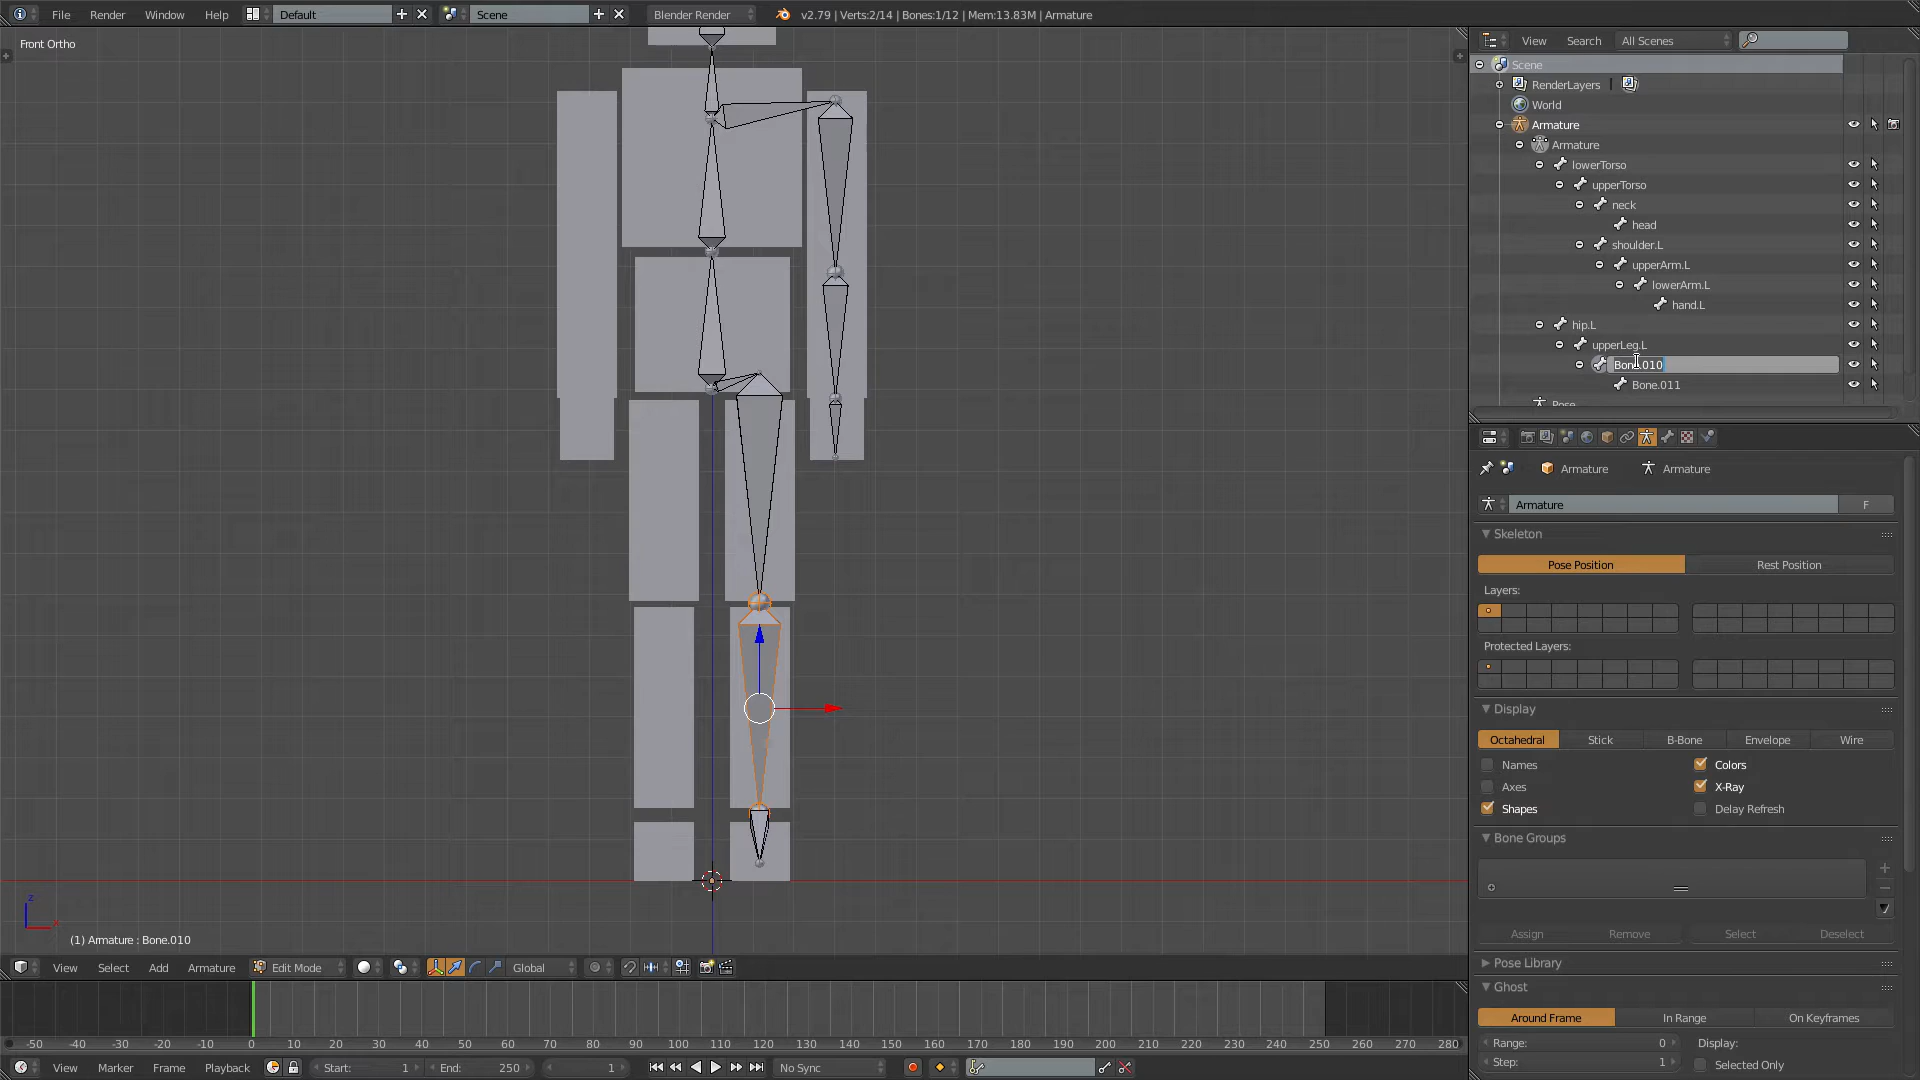 File Render Window Help Default Scene Blender Render v2.79 | Verts:2/14 | Bones:1/12 | Mem:13.83M | Armature
Front Ortho
View Search All Scenes
Scene
RenderLayers |
World
Armature
Armature
lowerTorso
upperTorso
neck
head
shoulder.L
upperArm.L
lowerArm.L
hand.L
hip.L
upperLeg.L
Bone.010
Bone.011
Pose
Armature Armature
Armature F
Skeleton
Pose Position Rest Position
Layers:
Protected Layers:
Display
Octahedral Stick B-Bone Envelope Wire
Names Colors
Axes X-Ray
Shapes Delay Refresh
Bone Groups
Assign Remove Select Deselect
Pose Library
Ghost
Around Frame In Range On Keyframes
Range: 0 Display:
Step: 1 Selected Only
z
x
(1) Armature : Bone.010
View Select Add Armature Edit Mode Global
-50 -40 -30 -20 -10 0 10 20 30 40 50 60 70 80 90 100 110 120 130 140 150 160 170 180 190 200 210 220 230 240 250 260 270 280
View Marker Frame Playback Start: 1 End: 250 1 No Sync